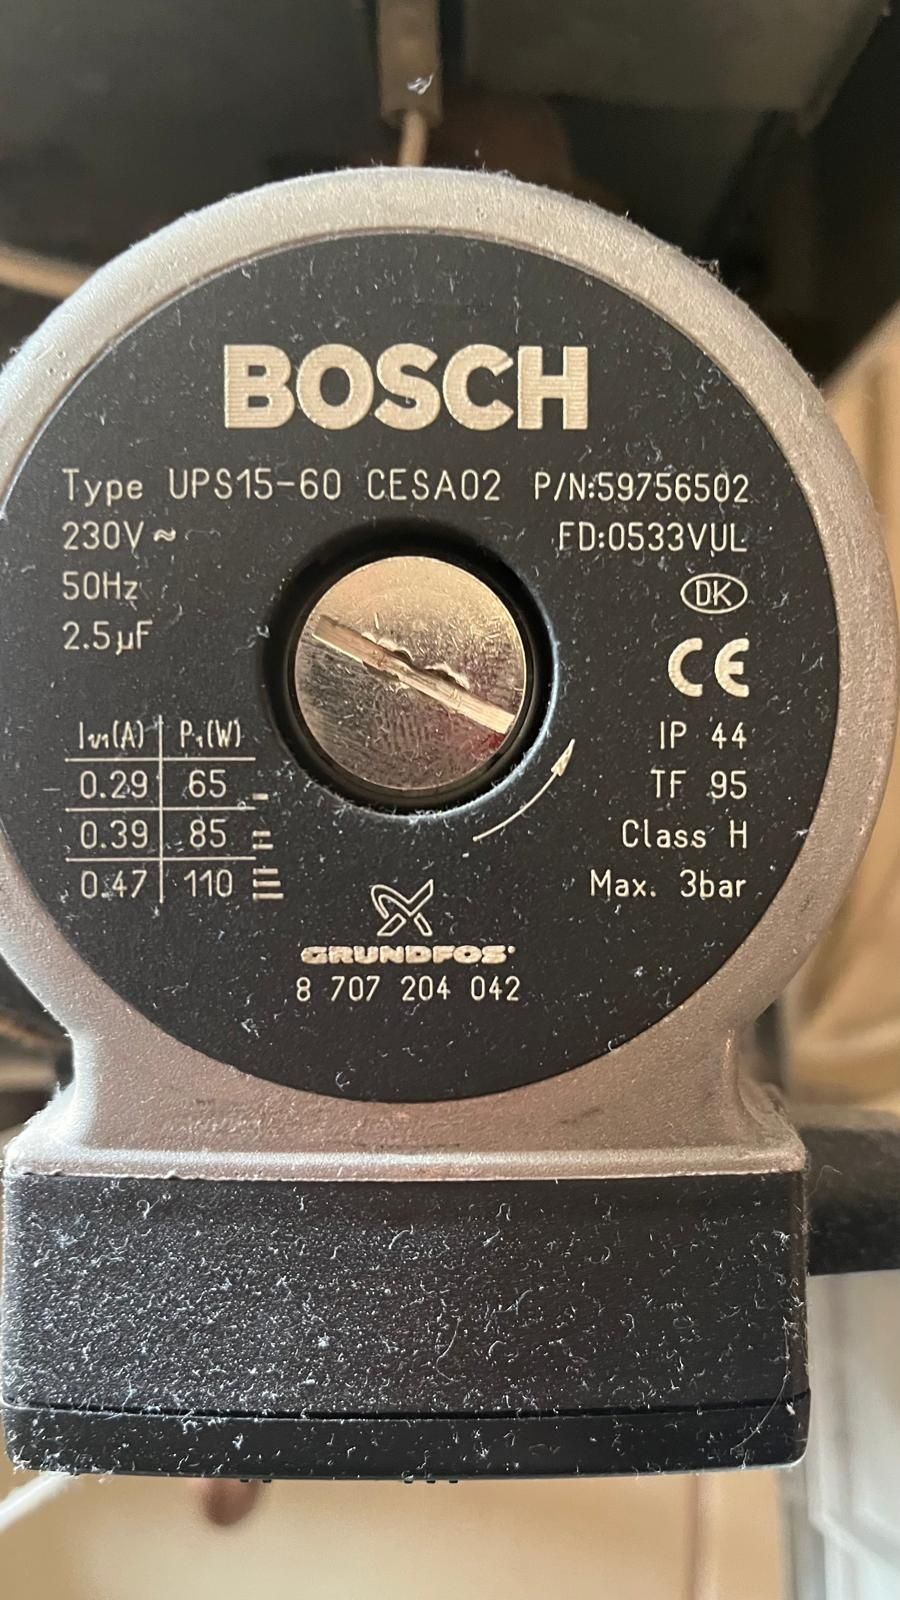 BOSCH
Type UPS15-60 CESAO2 P/N:59756502
230V ~ FD:0533VUL
50Hz DK
2.5µF CE
I1/1(A) P1(W) IP 44
0.29 65 TF 95
0.39 85 Class H
0.47 110 Max. 3bar
GRUNDFOS
8 707 204 042